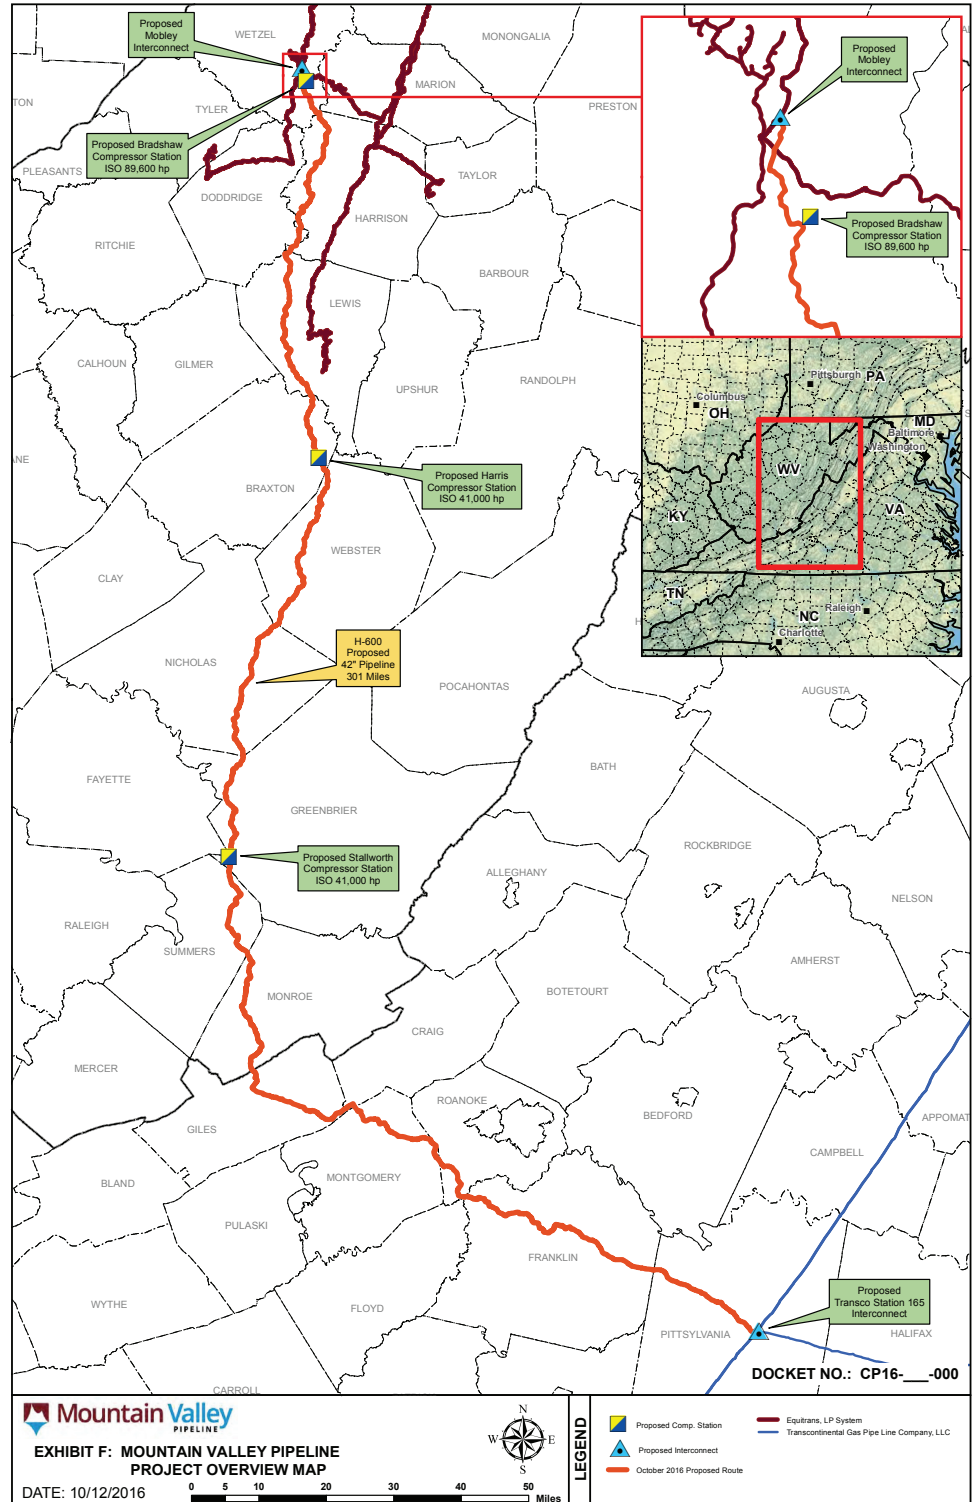 WETZEL
MONONGALIA
Proposed
Mobley
Interconnect
MARION
TYLER
PRESTON
Proposed Bradshaw
Compressor Station
ISO 89,600 hp
PLEASANTS
DODDRIDGE
TAYLOR
HARRISON
RITCHIE
BARBOUR
LEWIS
CALHOUN
GILMER
UPSHUR
RANDOLPH
Proposed Harris
Compressor Station
ISO 41,000 hp
BRAXTON
WEBSTER
CLAY
H-600
Proposed
42" Pipeline
301 Miles
NICHOLAS
POCAHONTAS
AUGUSTA
BATH
FAYETTE
GREENBRIER
ROCKBRIDGE
Proposed Stallworth
Compressor Station
ISO 41,000 hp
ALLEGHANY
NELSON
RALEIGH
SUMMERS
AMHERST
MONROE
BOTETOURT
CRAIG
MERCER
ROANOKE
BEDFORD
APPOMAT
GILES
CAMPBELL
BLAND
MONTGOMERY
PULASKI
FRANKLIN
WYTHE
FLOYD
Proposed
Transco Station 165
Interconnect
PITTSYLVANIA
HALIFAX
CARROLL
TON
ANE
Proposed
Mobley
Interconnect
Proposed Bradshaw
Compressor Station
ISO 89,600 hp
Pittsburgh
PA
Columbus
OH
MD
Baltimore
Washington
WV
KY
VA
TN
NC
Raleigh
Charlotte
DOCKET NO.: CP16-___-000
Mountain Valley
PIPELINE
EXHIBIT F: MOUNTAIN VALLEY PIPELINE
PROJECT OVERVIEW MAP
DATE: 10/12/2016
N
W E
S
0 5 10 20 30 40 50
Miles
LEGEND
Proposed Comp. Station
Proposed Interconnect
October 2016 Proposed Route
Equitrans, LP System
Transcontinental Gas Pipe Line Company, LLC